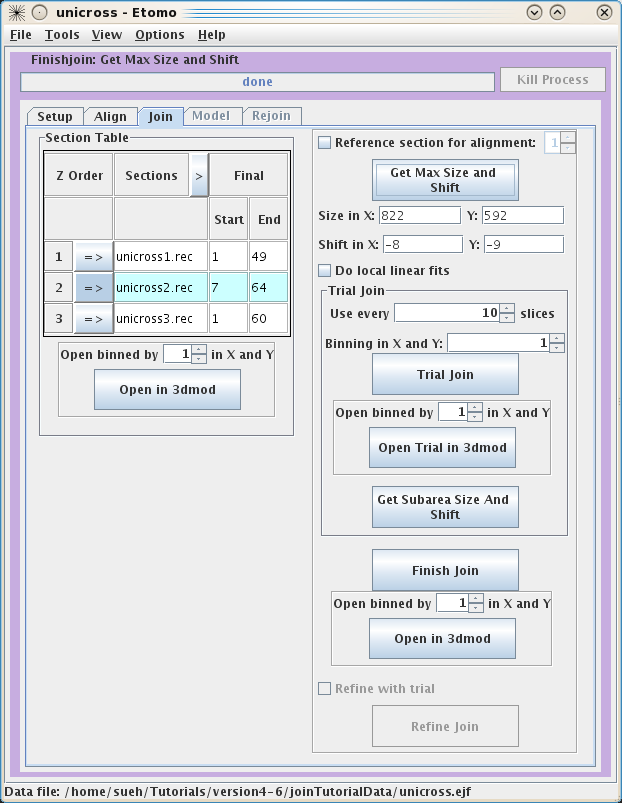 unicross - Etomo
File Tools View Options Help
Finishjoin: Get Max Size and Shift
done
Kill Process
Setup Align Join Model Rejoin
Section Table
Z Order Sections > Final
Start End
1 => unicross1.rec 1 49
2 => unicross2.rec 7 64
3 => unicross3.rec 1 60
Open binned by 1 in X and Y
Open in 3dmod
Reference section for alignment: 1
Get Max Size and
Shift
Size in X: 822 Y: 592
Shift in X: -8 Y: -9
Do local linear fits
Trial Join
Use every 10 slices
Binning in X and Y: 1
Trial Join
Open binned by 1 in X and Y
Open Trial in 3dmod
Get Subarea Size And
Shift
Finish Join
Open binned by 1 in X and Y
Open in 3dmod
Refine with trial
Refine Join
Data file: /home/sueh/Tutorials/version4-6/joinTutorialData/unicross.ejf